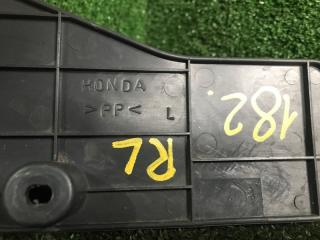 HONDA
>PP<
L
RL
182.